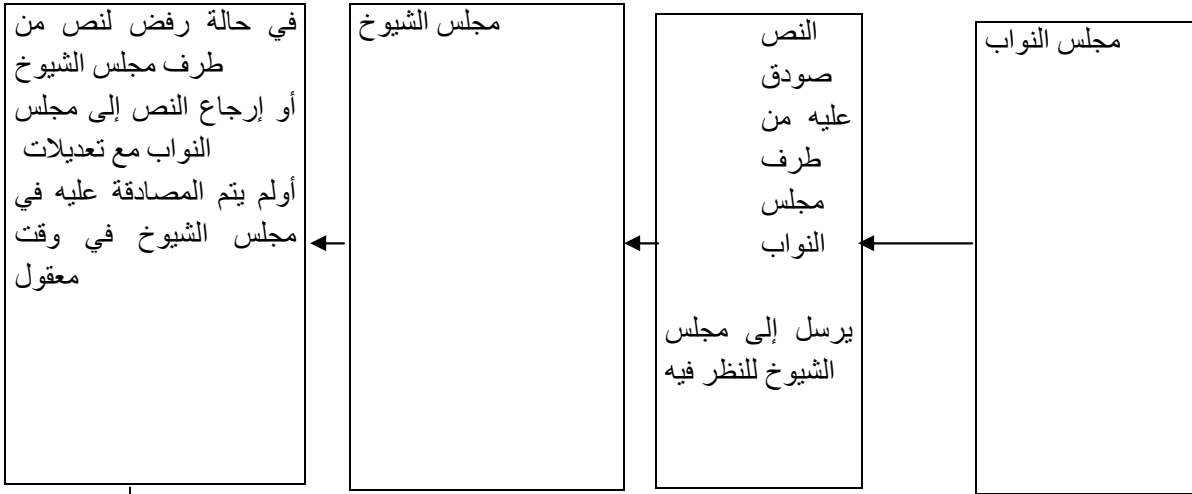 مجلس النواب
النص
صودق
عليه من
طرف
مجلس
النواب
يرسل إلى مجلس
الشيوخ للنظر فيه
مجلس الشيوخ
في حالة رفض لنص من
طرف مجلس الشيوخ
أو إرجاع النص إلى مجلس
النواب مع تعديلات
أولم يتم المصادقة عليه في
مجلس الشيوخ في وقت
معقول